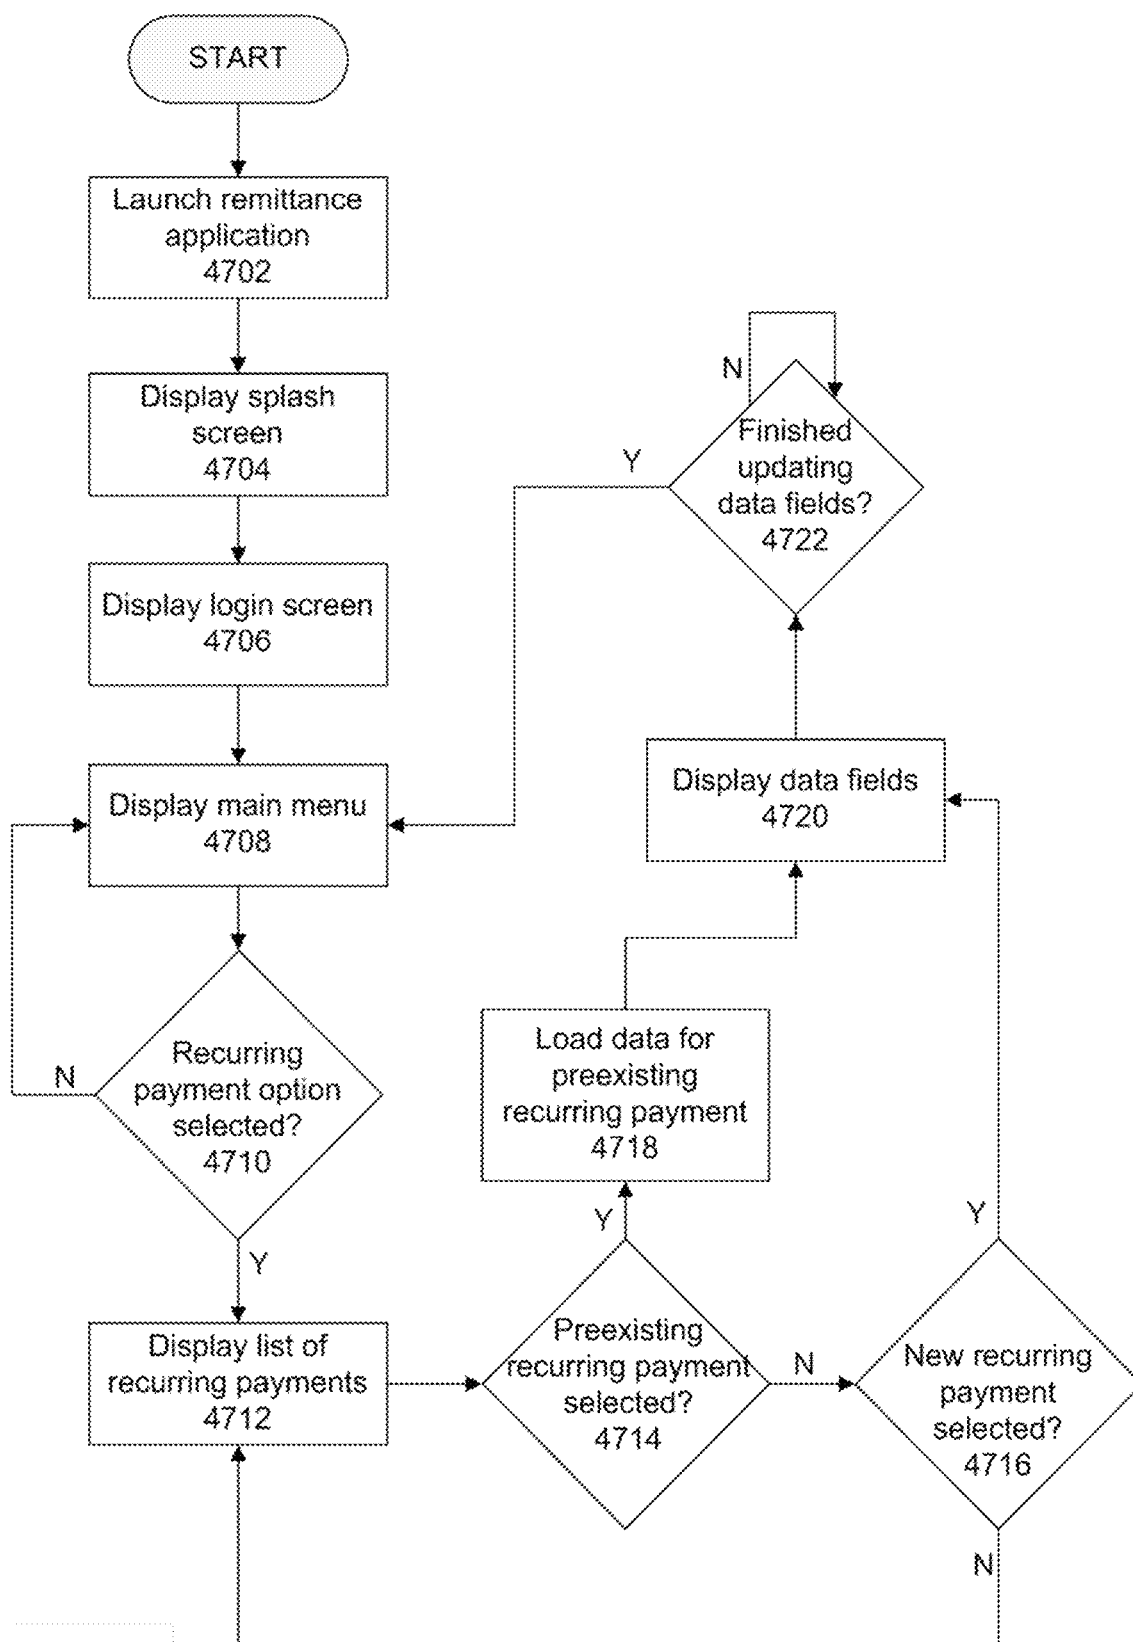 START
Launch remittance
application
4702
Display splash
screen
4704
Display login screen
4706
Display main menu
4708
N
Recurring
payment option
selected?
4710
Y
Display list of
recurring payments
4712
Preexisting
recurring payment
selected?
4714
Y
N
Load data for
preexisting
recurring payment
4718
New recurring
payment
selected?
4716
Y
N
Display data fields
4720
Finished
updating
data fields?
4722
N
Y